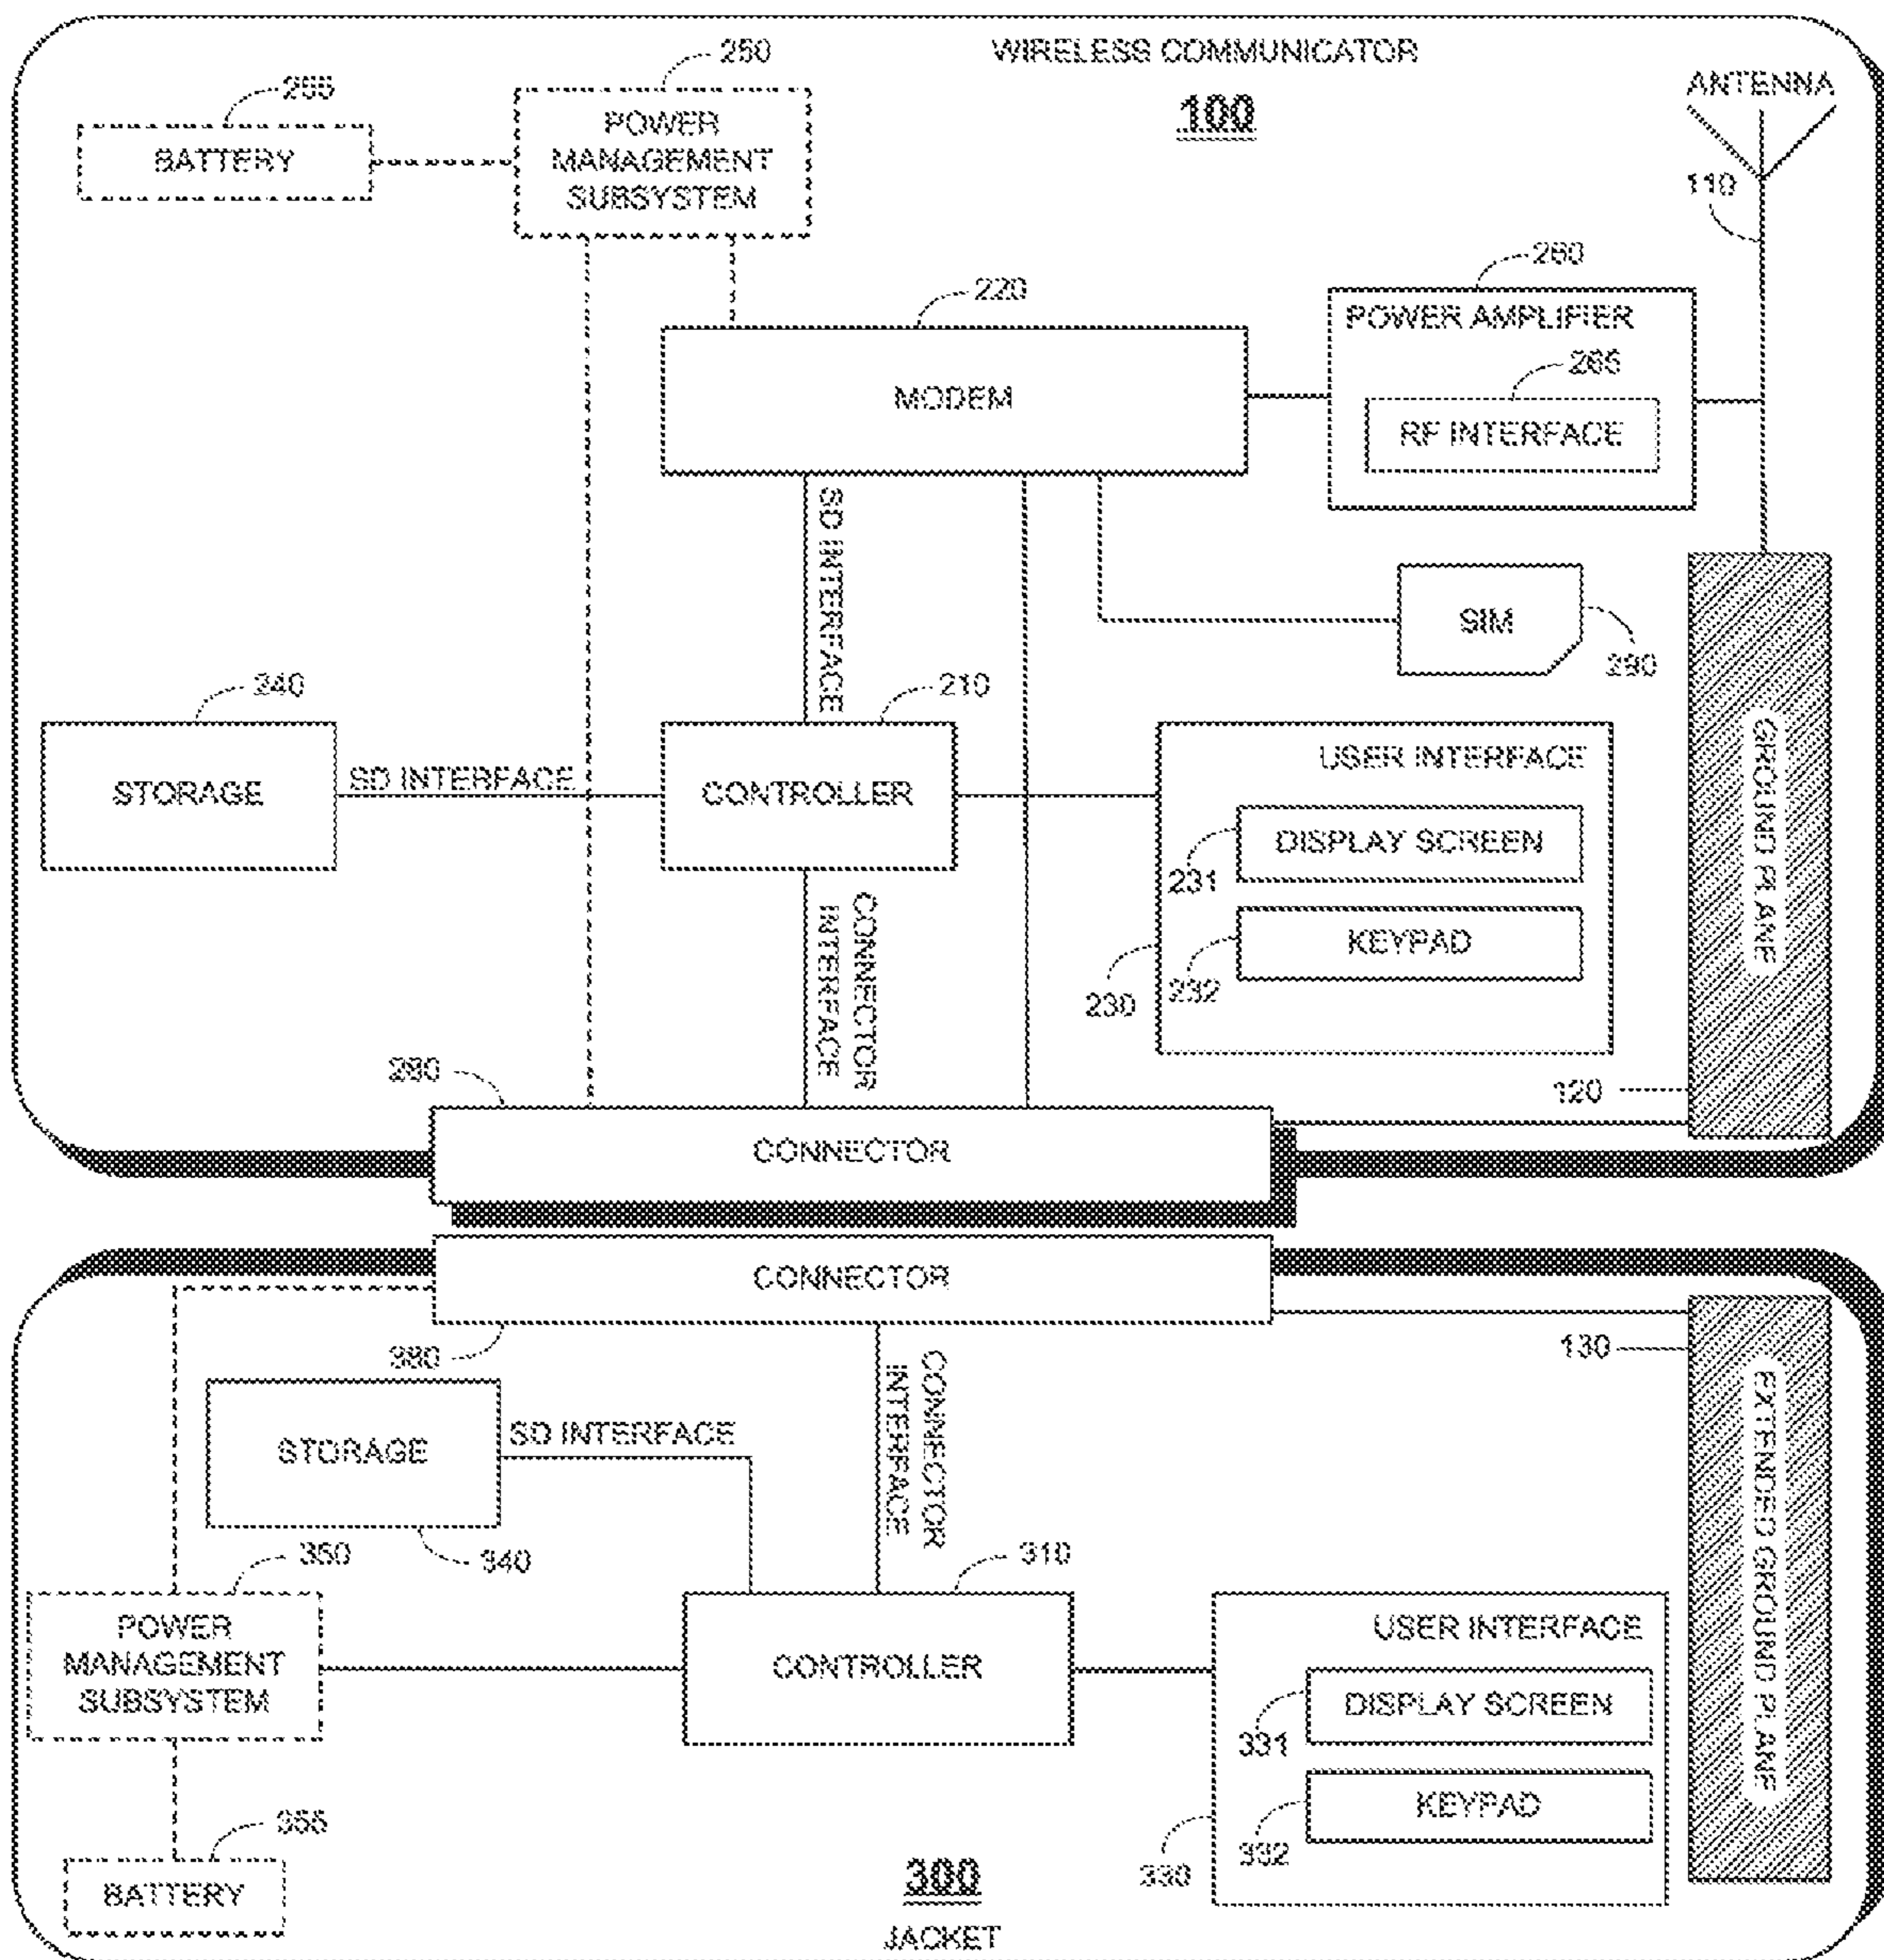 WIRELESS COMMUNICATOR
100
ANTENNA
110
255
BATTERY
250
POWER
MANAGEMENT
SUBSYSTEM
220
MODEM
260
POWER AMPLIFIER
265
RF INTERFACE
SD INTERFACE
SIM
290
240
STORAGE
SD INTERFACE
210
CONTROLLER
USER INTERFACE
DISPLAY SCREEN
231
KEYPAD
232
230
GROUND PLANE
120
CONNECTOR
INTERFACE
280
CONNECTOR
CONNECTOR
380
130
EXTENDED GROUND PLANE
CONNECTOR
INTERFACE
STORAGE
SD INTERFACE
340
350
POWER
MANAGEMENT
SUBSYSTEM
310
CONTROLLER
USER INTERFACE
DISPLAY SCREEN
331
KEYPAD
332
330
355
BATTERY
300
JACKET